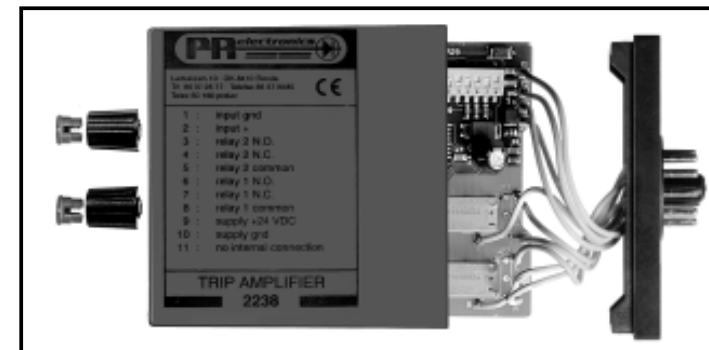 PR electronics
CE
1 : input gnd
2 : input +
3 : relay 2 N.O.
4 : relay 2 N.C.
5 : relay 2 common
6 : relay 1 N.O.
7 : relay 1 N.C.
8 : relay 1 common
9 : supply +24 VDC
10 : supply gnd
11 : no internal connection
TRIP AMPLIFIER
2238